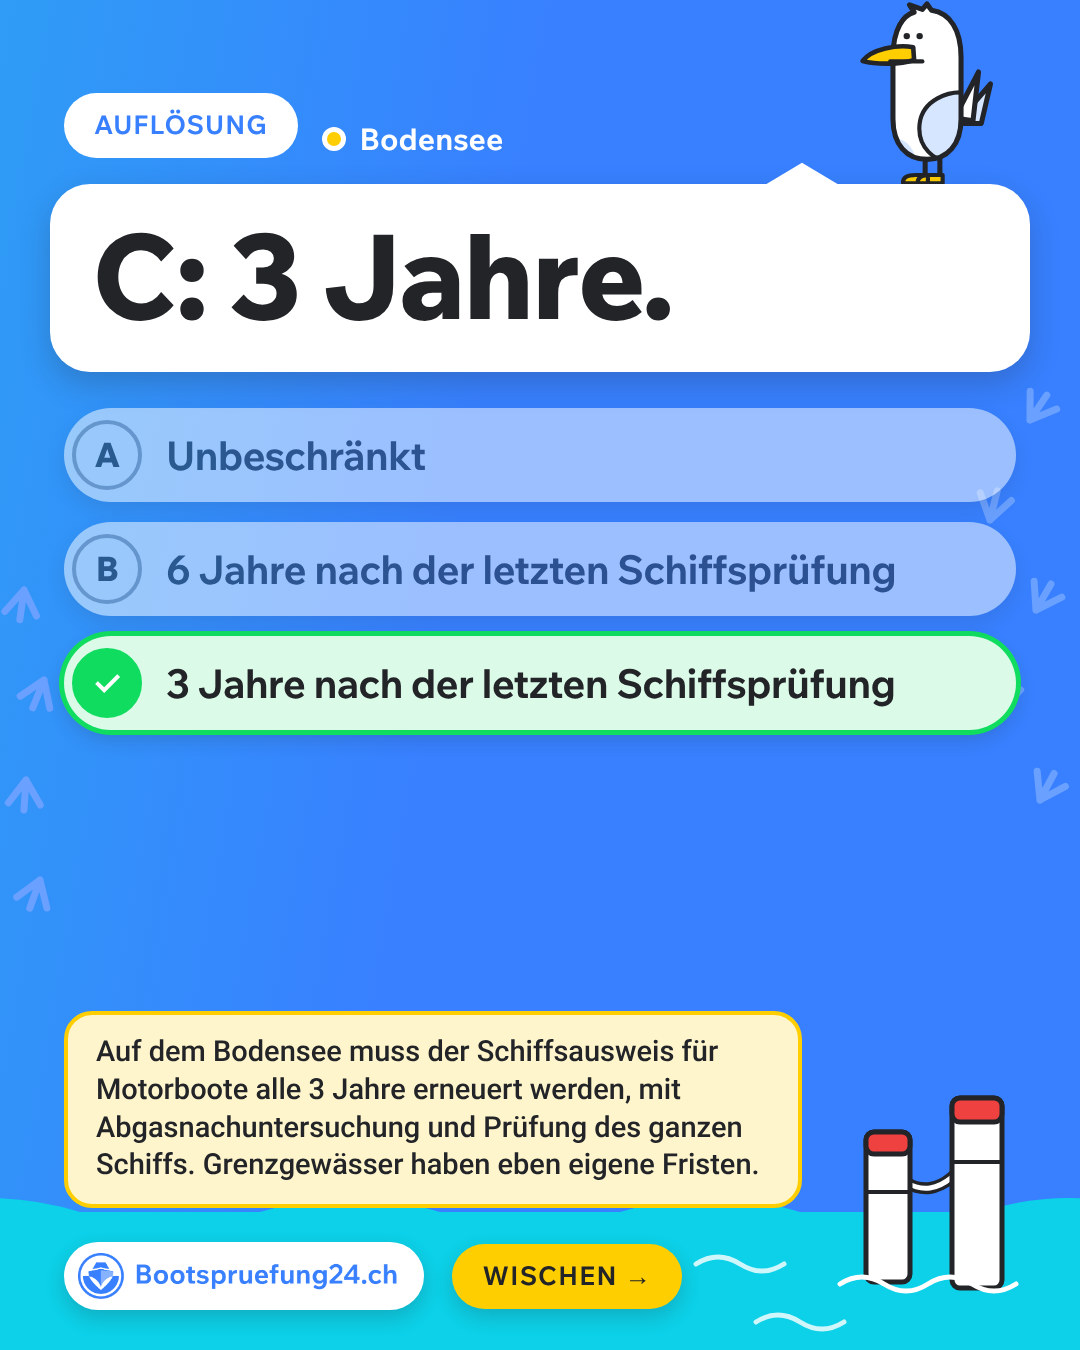 AUFLÖSUNG
Bodensee
C: 3 Jahre.
A Unbeschränkt
B 6 Jahre nach der letzten Schiffsprüfung
3 Jahre nach der letzten Schiffsprüfung
Auf dem Bodensee muss der Schiffsausweis für
Motorboote alle 3 Jahre erneuert werden, mit
Abgasnachuntersuchung und Prüfung des ganzen
Schiffs. Grenzgewässer haben eben eigene Fristen.
Bootspruefung24.ch
WISCHEN →